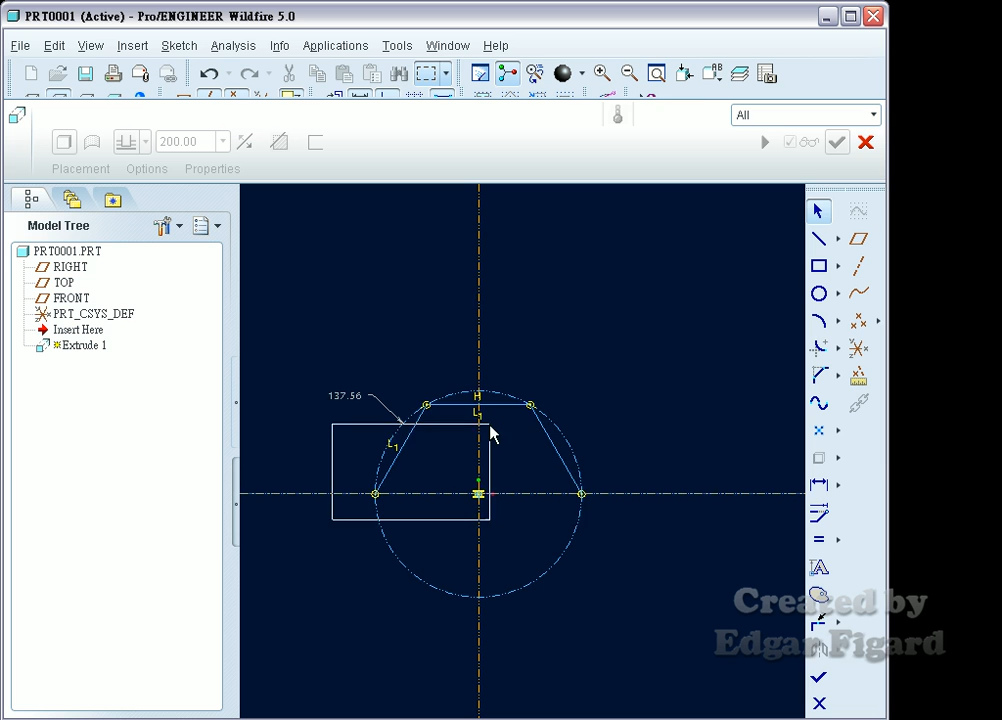 PRT0001 (Active) - Pro/ENGINEER Wildfire 5.0
File Edit View Insert Sketch Analysis Info Applications Tools Window Help
All
200.00
Placement Options Properties
Model Tree
PRT0001.PRT
RIGHT
TOP
FRONT
PRT_CSYS_DEF
Insert Here
Extrude 1
137.56
H
L1
L1
Created by
Edgar Figard